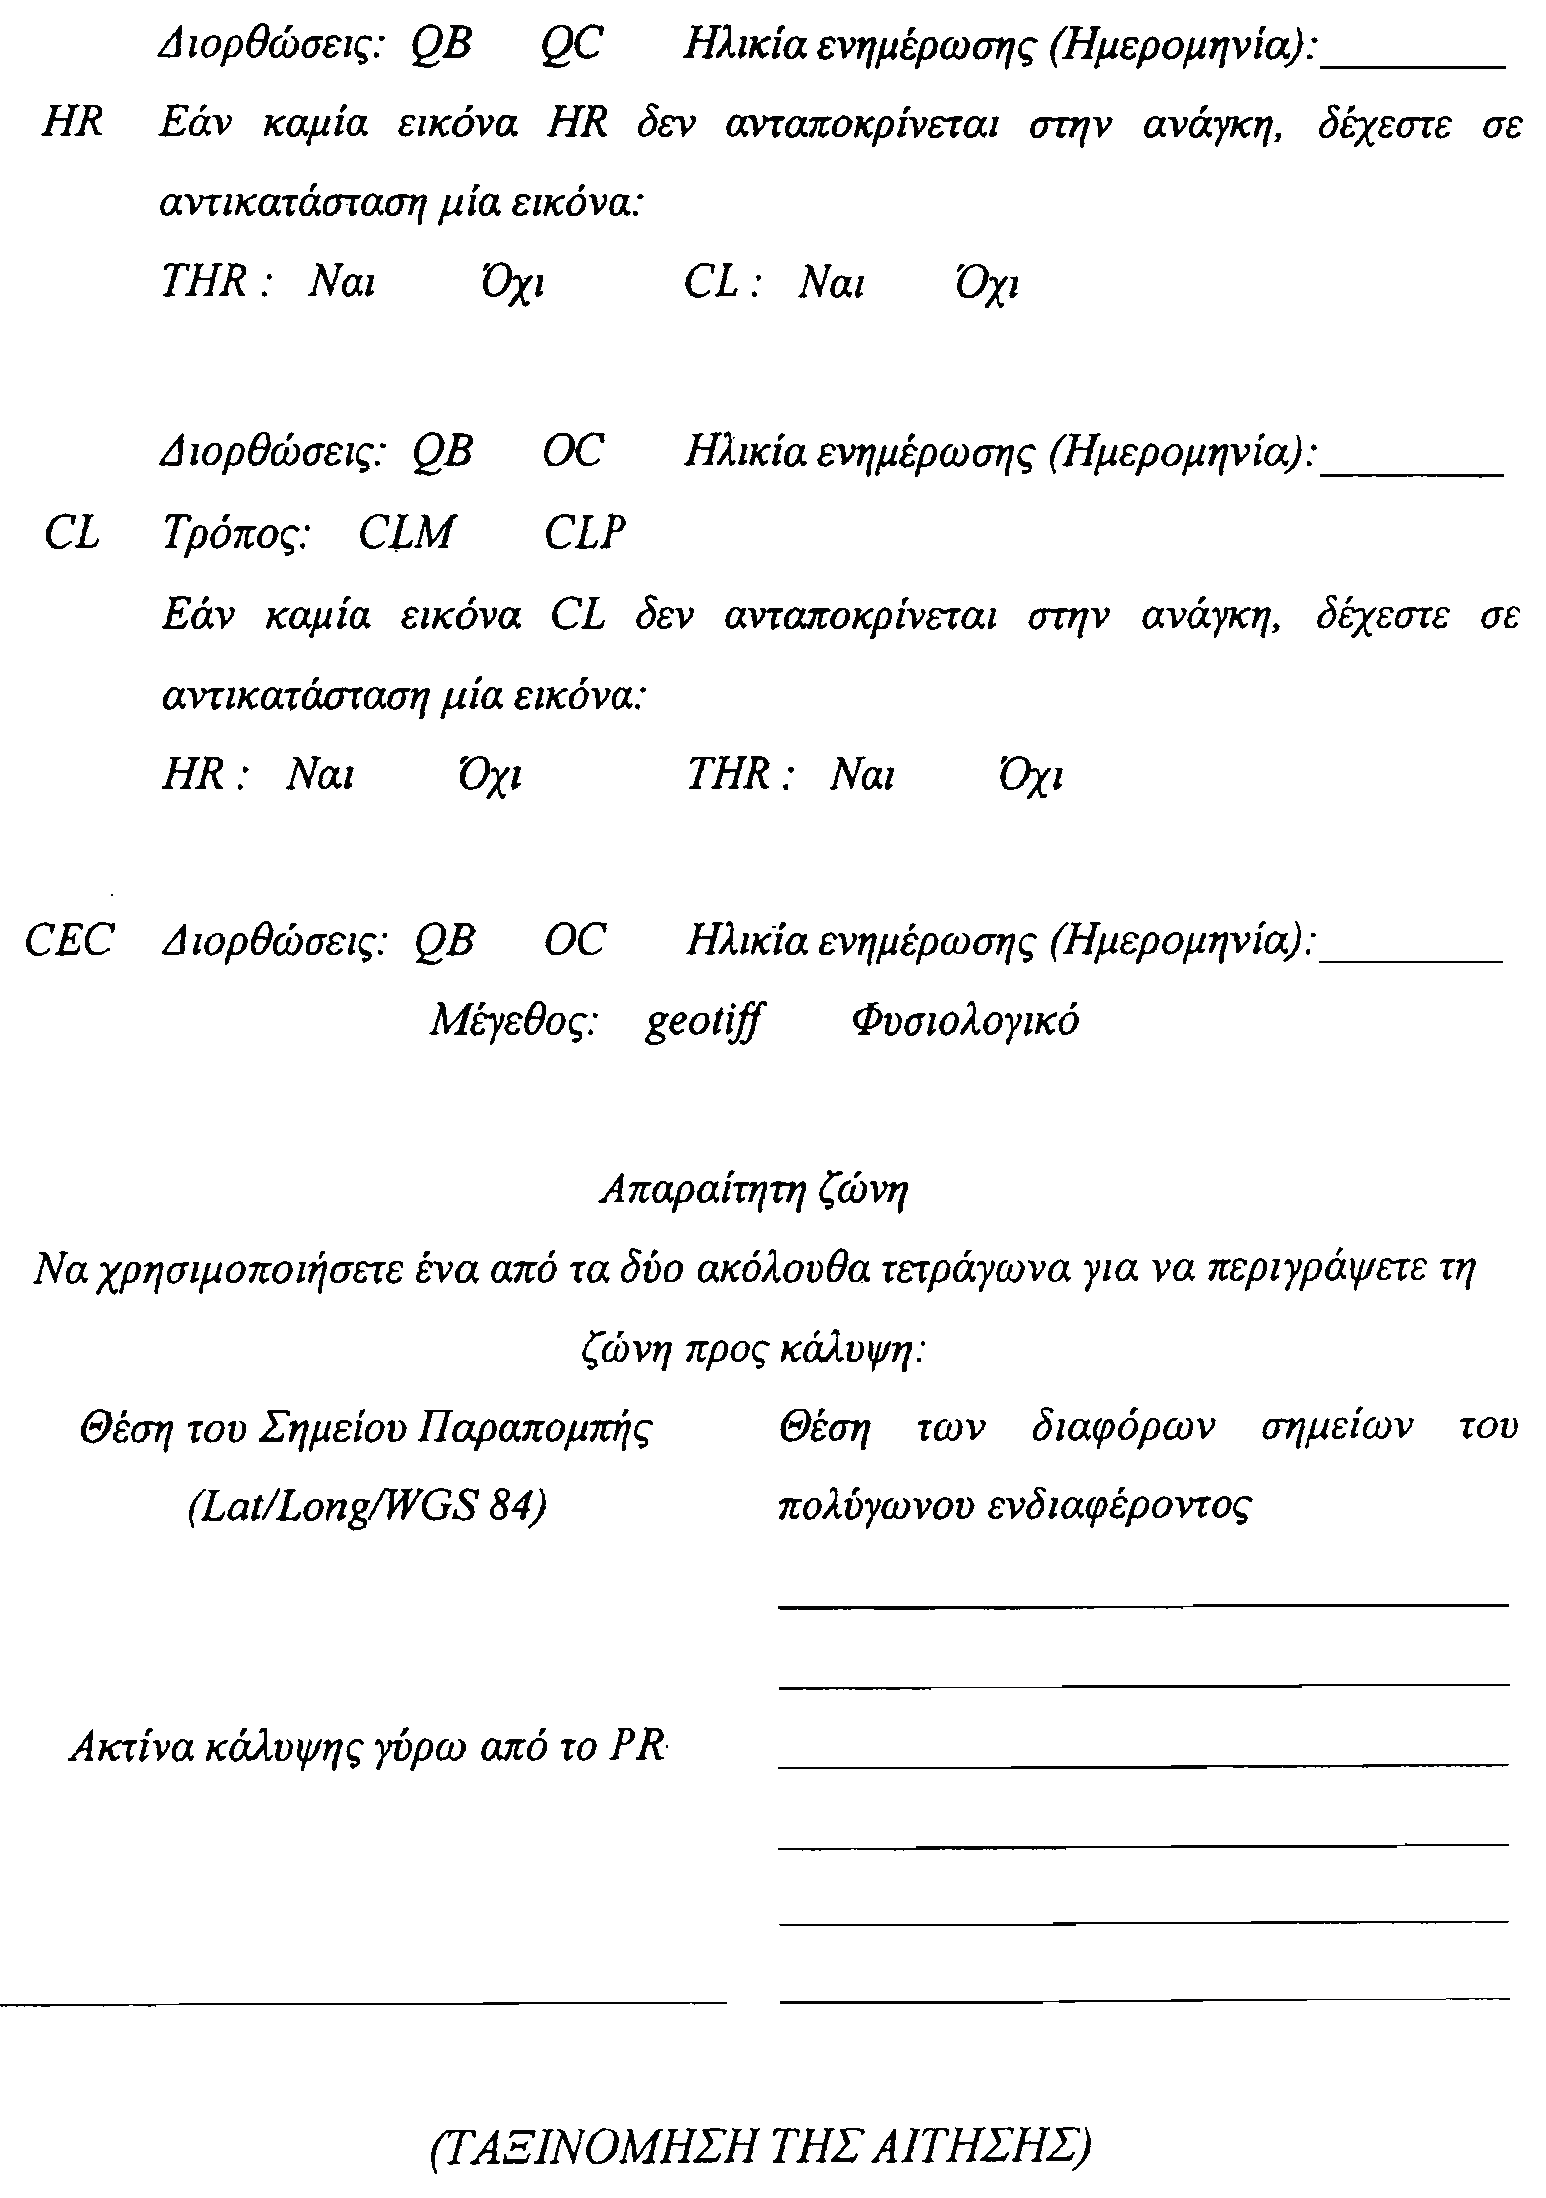 Διορθώσεις: QB QC Ηλικία ενημέρωσης (Ημερομηνία):________
HR Εάν καμία εικόνα HR δεν ανταποκρίνεται στην ανάγκη, δέχεστε σε
αντικατάσταση μία εικόνα:
THR : Ναι Όχι CL : Ναι Όχι
Διορθώσεις: QB OC Ηλικία ενημέρωσης (Ημερομηνία):________
CL Τρόπος: CLM CLP
Εάν καμία εικόνα CL δεν ανταποκρίνεται στην ανάγκη, δέχεστε σε
αντικατάσταση μία εικόνα:
HR : Ναι Όχι THR : Ναι Όχι
CEC Διορθώσεις: QB OC Ηλικία ενημέρωσης (Ημερομηνία):________
Μέγεθος: geotiff Φυσιολογικό
Απαραίτητη ζώνη
Να χρησιμοποιήσετε ένα από τα δύο ακόλουθα τετράγωνα για να περιγράψετε τη
ζώνη προς κάλυψη:
Θέση του Σημείου Παραπομπής
(Lat/Long/WGS 84)
Θέση των διαφόρων σημείων του
πολύγωνου ενδιαφέροντος
Ακτίνα κάλυψης γύρω από το PR
(ΤΑΞΙΝΟΜΗΣΗ ΤΗΣ ΑΙΤΗΣΗΣ)